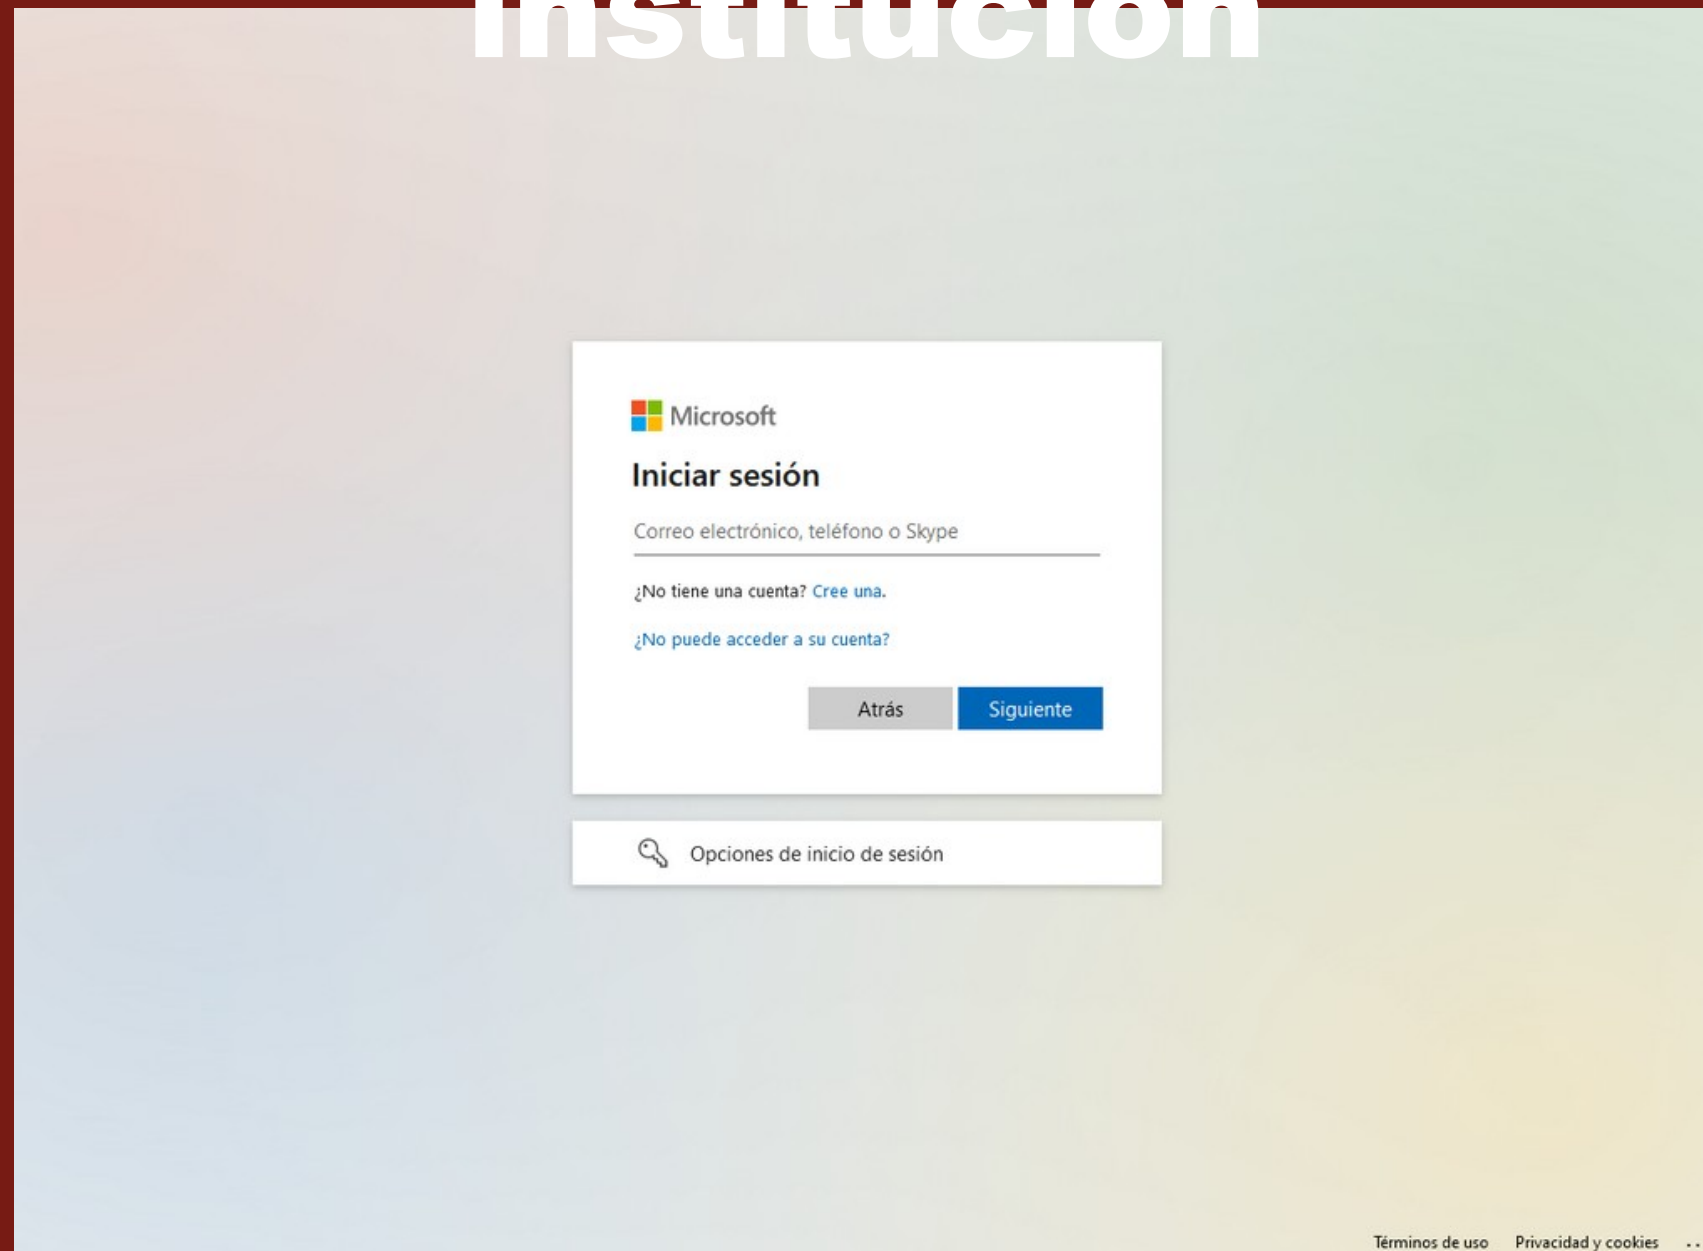 institución
Microsoft
Iniciar sesión
Correo electrónico, teléfono o Skype
¿No tiene una cuenta? Cree una.
¿No puede acceder a su cuenta?
Atrás Siguiente
Opciones de inicio de sesión
Términos de uso Privacidad y cookies ..